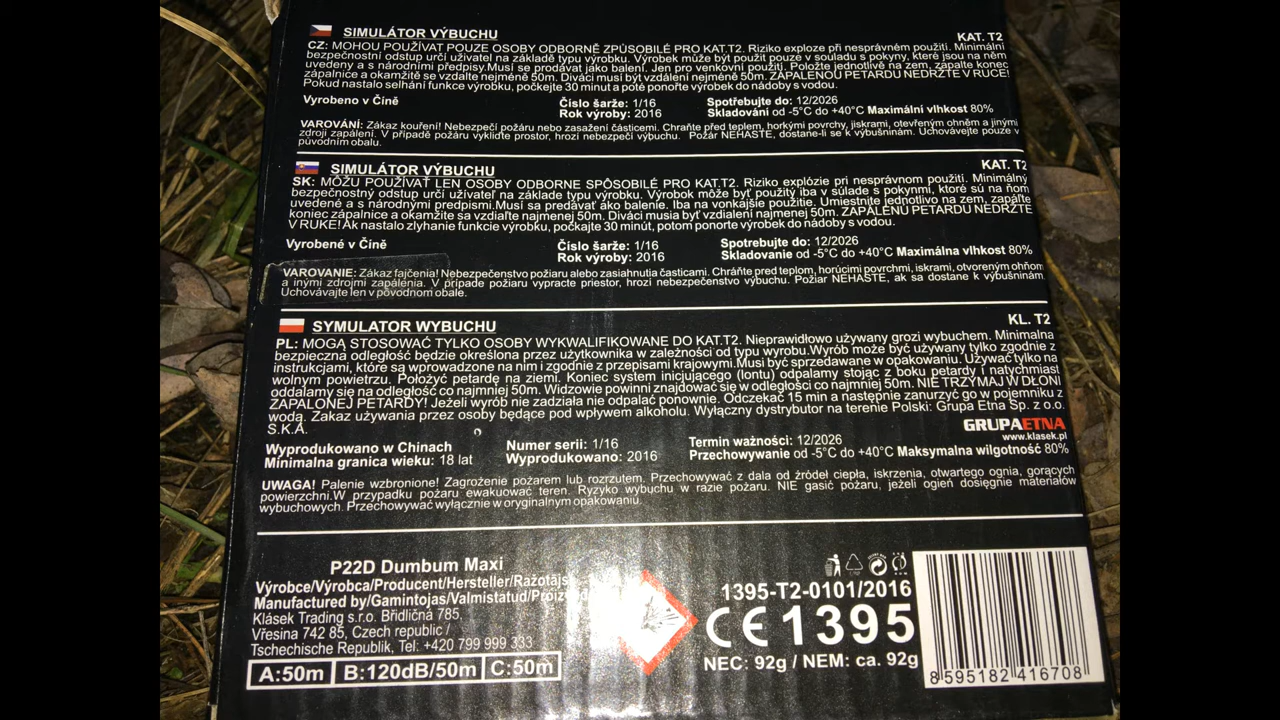 SIMULÁTOR VÝBUCHU
KAT. T2
CZ: MOHOU POUŽÍVAT POUZE OSOBY ODBORNĚ ZPŮSOBILÉ PRO KAT.T2. Riziko exploze při nesprávném použití. Minimální
bezpečnostní odstup určí uživatel na základě typu výrobku. Výrobek může být použit pouze v souladu s pokyny, které jsou na něm
uvedeny a s národními předpisy.Musí se prodávat jako balení. Jen pro venkovní použití. Položte jednotlivě na zem, zapalte konec
zápalnice a okamžitě se vzdalte nejméně 50m. Diváci musí být vzdáleni nejméně 50m. ZAPÁLENOU PETARDU NEDRŽTE V RUCE!
Pokud nastalo selhání funkce výrobku, počkejte 30 minut a poté ponořte výrobek do nádoby s vodou.
Vyrobeno v Číně
Číslo šarže: 1/16
Rok výroby: 2016
Spotřebujte do: 12/2026
Skladování od -5°C do +40°C Maximální vlhkost 80%
VAROVÁNÍ: Zákaz kouření! Nebezpečí požáru nebo zasažení částicemi. Chraňte před teplem, horkými povrchy, jiskrami, otevřeným ohněm a jinými
zdroji zapálení. V případě požáru vykliďte prostor, hrozí nebezpečí výbuchu. Požár NEHASTE, dostane-li se k výbušninám. Uchovávejte pouze v
původním obalu.
SIMULÁTOR VÝBUCHU
KAT. T2
SK: MÔŽU POUŽÍVAŤ LEN OSOBY ODBORNE SPÔSOBILÉ PRO KAT.T2. Riziko explózie pri nesprávnom použití. Minimálný
bezpečnostný odstup určí užívateľ na základe typu výrobku. Výrobok môže byť použitý iba v súlade s pokynmi, ktoré sú na ňom
uvedené a s národnými predpismi.Musí sa predávať ako balenie. Iba na vonkajšie použitie. Umiestnite jednotlivo na zem, zapáľte
koniec zápalnice a okamžite sa vzdiaľte najmenej 50m. Diváci musia byť vzdialení najmenej 50m. ZAPÁLENU PETARDU NEDRŽTE
V RUKE! Ak nastalo zlyhanie funkcie výrobku, počkajte 30 minút, potom ponorte výrobek do nádoby s vodou.
Vyrobené v Číně
Číslo šarže: 1/16
Rok výroby: 2016
Spotrebujte do: 12/2026
Skladovanie od -5°C do +40°C Maximálna vlhkost 80%
VAROVANIE: Zákaz fajčenia! Nebezpečenstvo požiaru alebo zasiahnutia časticami. Chráňte pred teplom, horúcimi povrchmi, iskrami, otvoreným ohňom
a inými zdrojmi zapálenia. V prípade požiaru vypracte priestor, hrozí nebezpečenstvo výbuchu. Požiar NEHASTE, ak sa dostane k výbušninám.
Uchovávajte len v pôvodnom obale.
SYMULATOR WYBUCHU
KL. T2
PL: MOGĄ STOSOWAĆ TYLKO OSOBY WYKWALIFIKOWANE DO KAT.T2. Nieprawidłowo używany grozi wybuchem. Minimalna
bezpieczna odległość będzie określona przez użytkownika w zależności od typu wyrobu.Wyrób może być używany tylko zgodnie z
instrukcjami, które są wprowadzone na nim i zgodnie z przepisami krajowymi.Musi być sprzedawane w opakowaniu. Używać tylko na
wolnym powietrzu. Położyć petardę na ziemi. Koniec system inicjującego (lontu) odpalamy stojąc z boku petardy i natychmiast
oddalamy się na odległość co najmniej 50m. Widzowie powinni znajdować się w odległości co najmniej 50m. NIE TRZYMAJ W DŁONI
ZAPALONEJ PETARDY! Jeżeli wyrób nie zadziała nie odpalać ponownie. Odczekać 15 min a następnie zanurzyć go w pojemniku z
wodą. Zakaz używania przez osoby będące pod wpływem alkoholu. Wyłączny dystrybutor na terenie Polski: Grupa Etna Sp. z o.o.
S.K.A.
GRUPAETNA
www.klasek.pl
Wyprodukowano w Chinach
Minimalna granica wieku: 18 lat
Numer serii: 1/16
Wyprodukowano: 2016
Termin ważności: 12/2026
Przechowywanie od -5°C do +40°C Maksymalna wilgotność 80%
UWAGA! Palenie wzbronione! Zagrożenie pożarem lub rozrzutem. Przechowywać z dala od źródeł ciepła, iskrzenia, otwartego ognia, gorących
powierzchni.W przypadku pożaru ewakuować teren. Ryzyko wybuchu w razie pożaru. NIE gasić pożaru, jeżeli ogień dosięgnie materiałów
wybuchowych. Przechowywać wyłącznie w oryginalnym opakowaniu.
P22D Dumbum Maxi
Výrobce/Výrobca/Producent/Hersteller/Ražotājs
Manufactured by/Gamintojas/Valmistatud/
Klásek Trading s.r.o. Břidličná 785,
Vřesina 742 85, Czech republic /
Tschechische Republik, Tel: +420 799 999 333
A:50m B:120dB/50m C:50m
1395-T2-0101/2016
CE 1395
NEC: 92g / NEM: ca. 92g
8 595182 416708